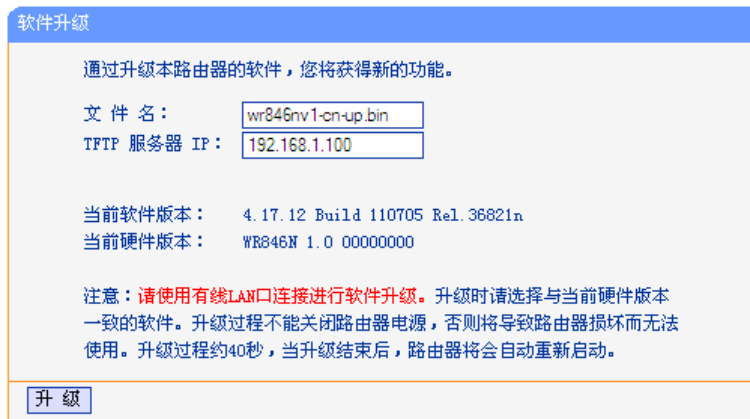 软件升级
通过升级本路由器的软件，您将获得新的功能。
文 件 名： wr846nv1-cn-up.bin
TFTP 服务器 IP： 192.168.1.100
当前软件版本： 4.17.12 Build 110705 Rel.36821n
当前硬件版本： WR846N 1.0 00000000
注意：请使用有线LAN口连接进行软件升级。升级时请选择与当前硬件版本
一致的软件。升级过程不能关闭路由器电源，否则将导致路由器损坏而无法
使用。升级过程约40秒，当升级结束后，路由器将会自动重新启动。
升 级